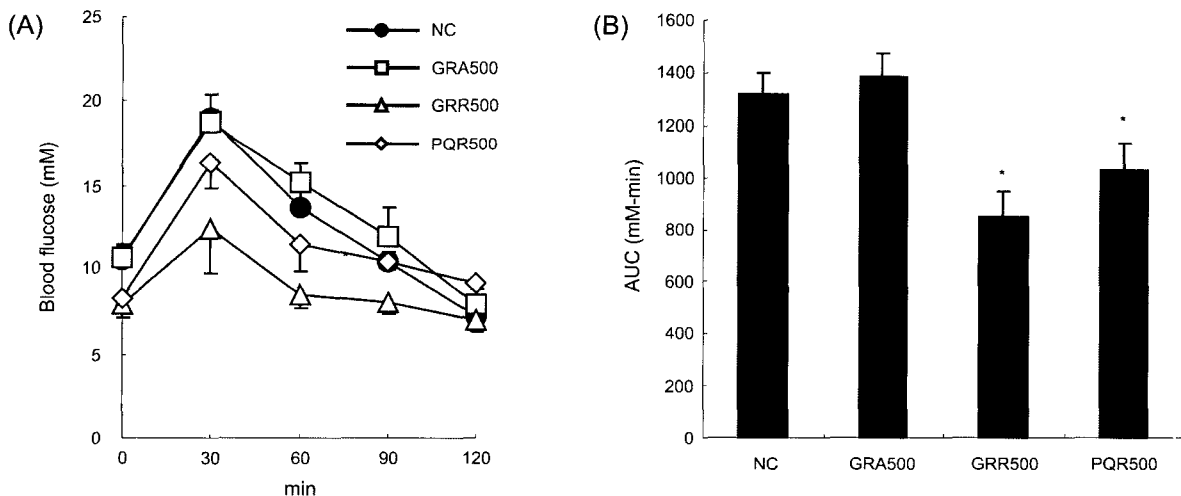 (A)
25
20
15
10
5
0
Blood flucose (mM)
0 30 60 90 120
min
NC
GRA500
GRR500
PQR500
(B)
1600
1400
1200
1000
800
600
400
200
0
AUC (mM-min)
* *
NC GRA500 GRR500 PQR500